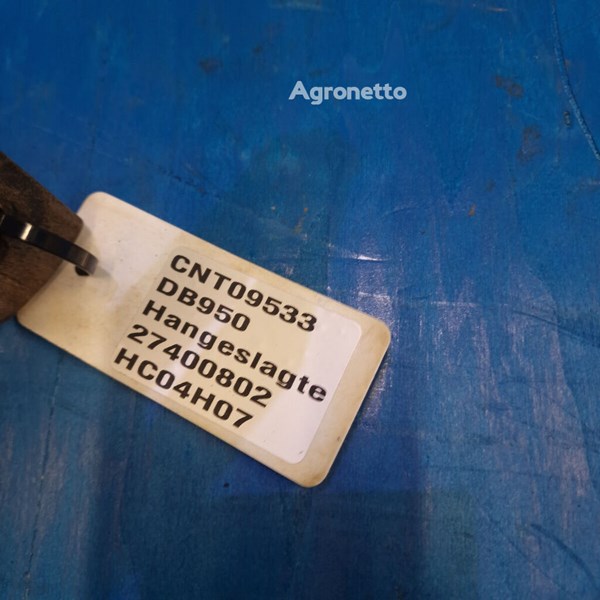 Agronetto
CNT09533
DB950
Hangeslagte
27400802
HC04H07